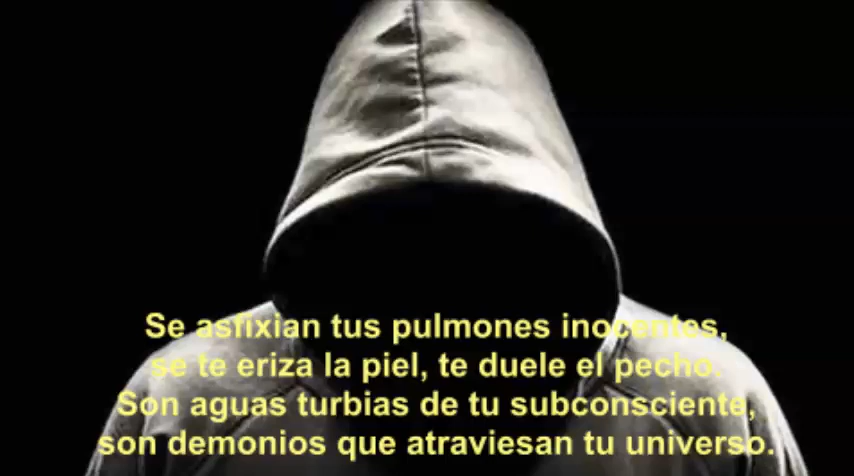 Se asfixian tus pulmones inocentes,
se te eriza la piel, te duele el pecho.
Son aguas turbias de tu subconsciente,
son demonios que atraviesan tu universo.